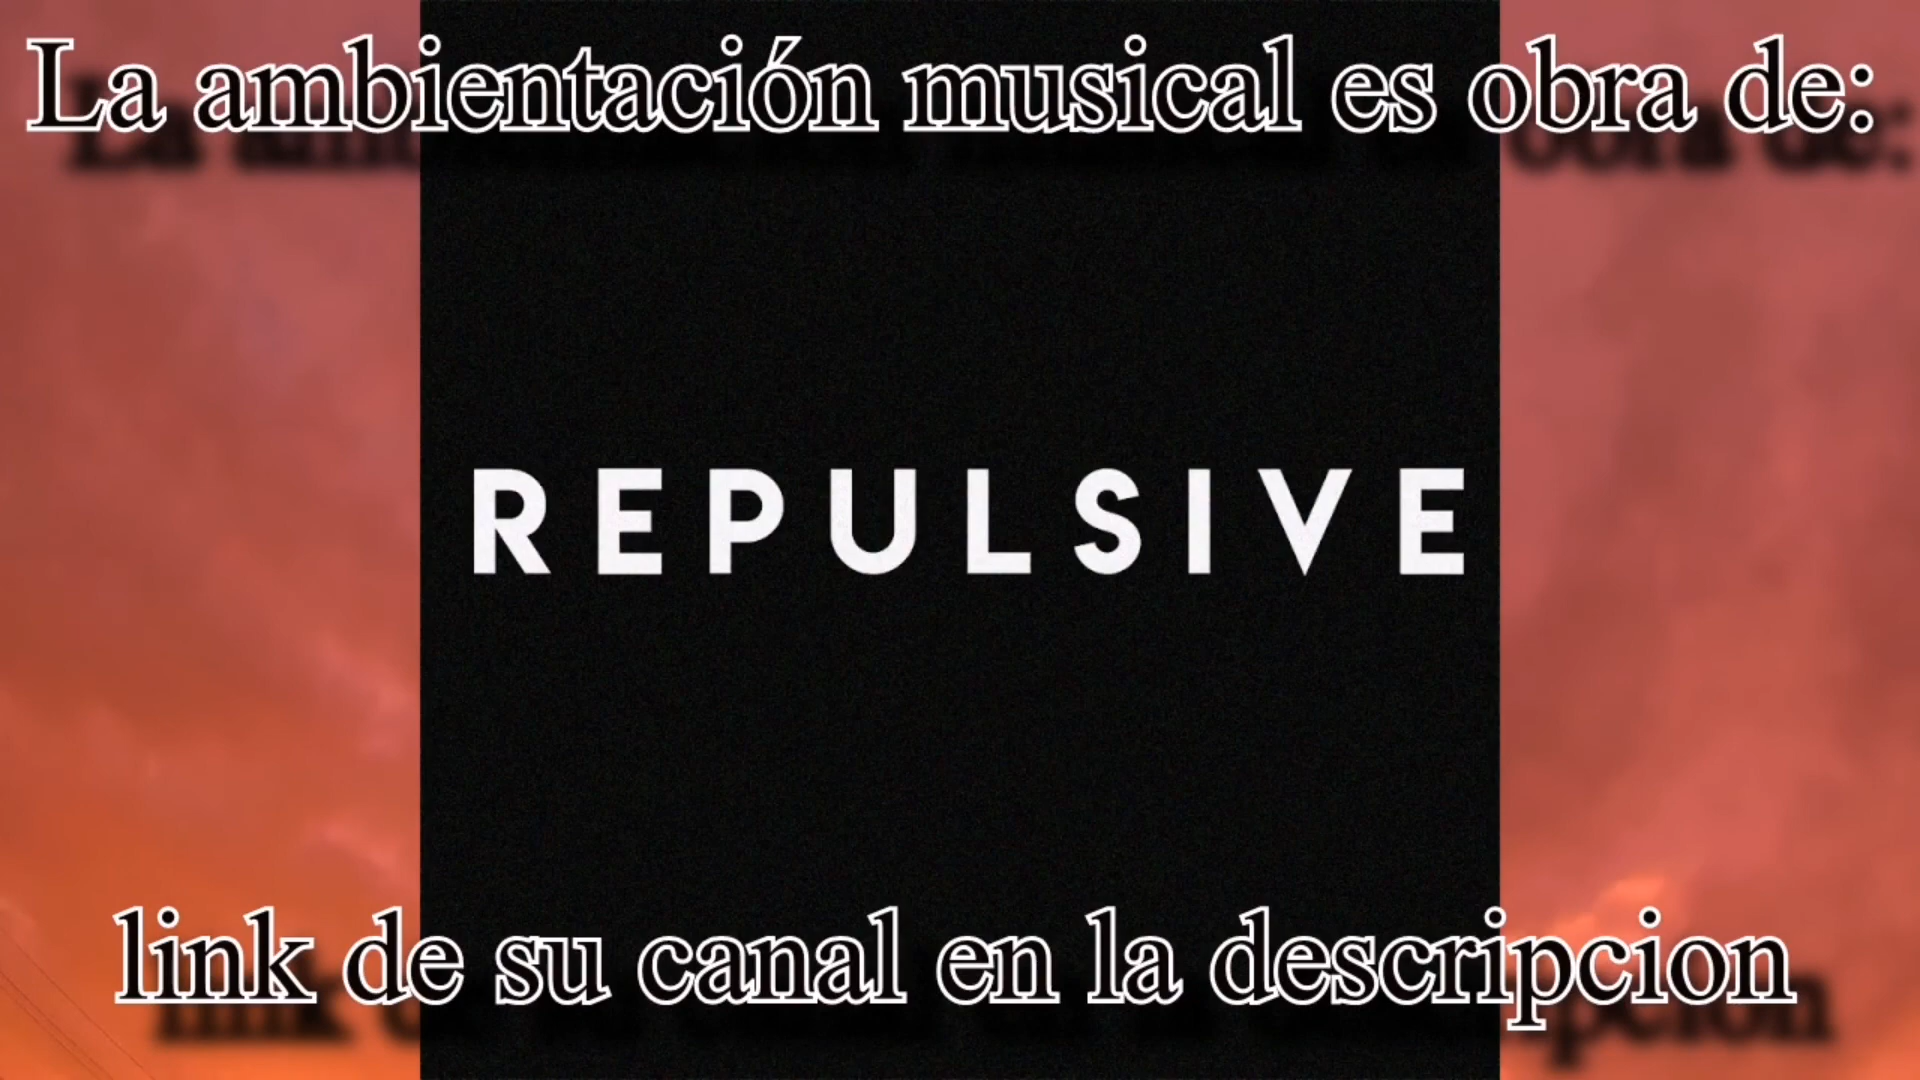 La ambientación musical es obra de:
REPULSIVE
link de su canal en la descripcion